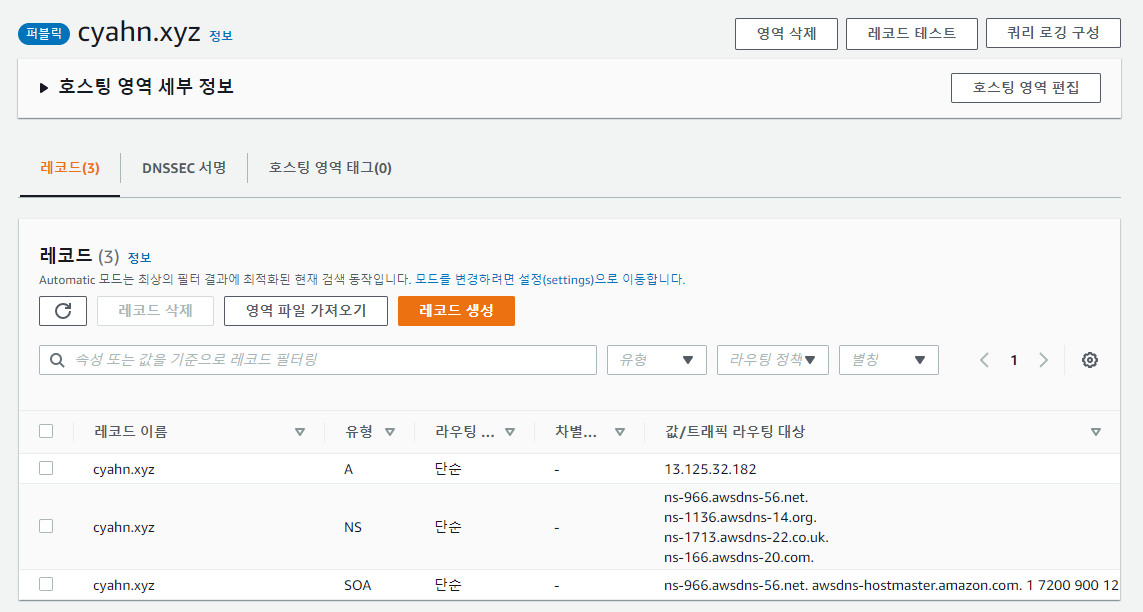 퍼블릭 cyahn.xyz 정보 영역 삭제 레코드 테스트 쿼리 로깅 구성
▶ 호스팅 영역 세부 정보 호스팅 영역 편집
레코드(3) DNSSEC 서명 호스팅 영역 태그(0)
레코드 (3) 정보
Automatic 모드는 최상의 필터 결과에 최적화된 현재 검색 동작입니다. 모드를 변경하려면 설정(settings)으로 이동합니다.
레코드 삭제 영역 파일 가져오기 레코드 생성
속성 또는 값을 기준으로 레코드 필터링 유형 라우팅 정책 별칭 1
레코드 이름 유형 라우팅 ... 차별... 값/트래픽 라우팅 대상
cyahn.xyz A 단순 - 13.125.32.182
cyahn.xyz NS 단순 - ns-966.awsdns-56.net.
ns-1136.awsdns-14.org.
ns-1713.awsdns-22.co.uk.
ns-166.awsdns-20.com.
cyahn.xyz SOA 단순 - ns-966.awsdns-56.net. awsdns-hostmaster.amazon.com. 1 7200 900 12